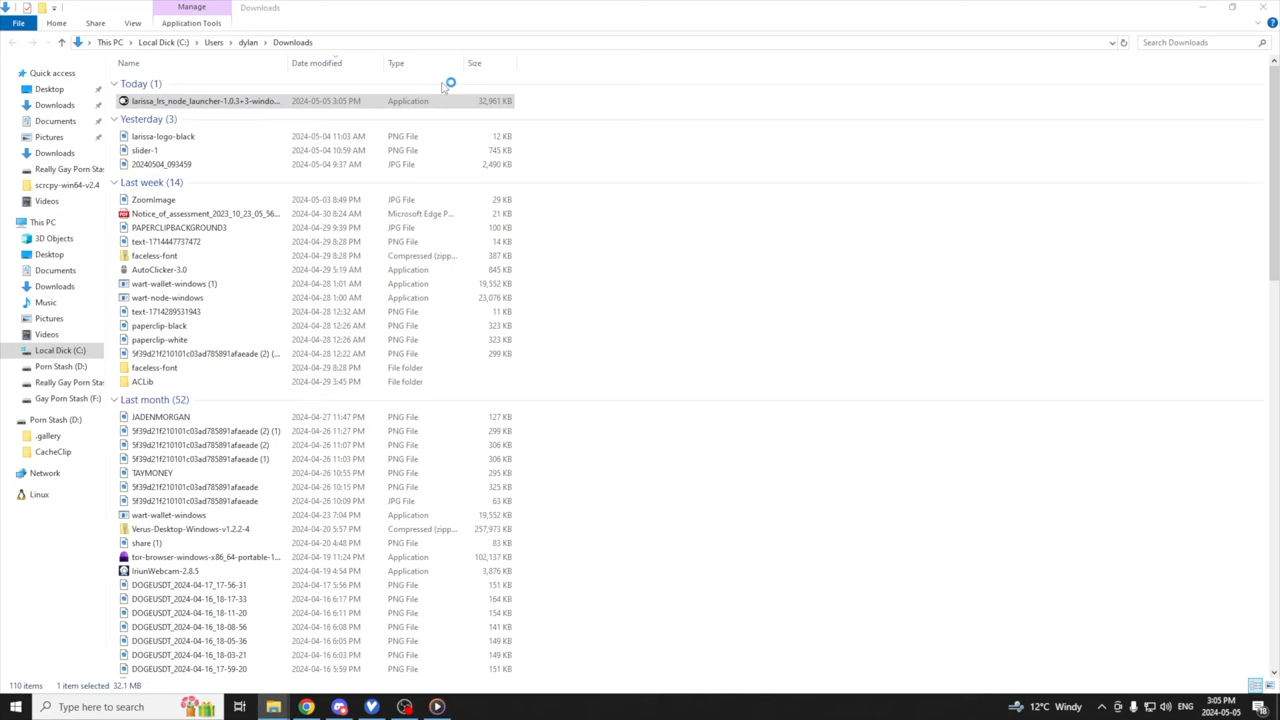 Manage
Downloads
File
Home
Share
View
Application Tools
This PC
Local Disk (C:)
Users
dylan
Downloads
Search Downloads
Name
Date modified
Type
Size
Quick access
Desktop
Downloads
Documents
Pictures
Downloads
Really Gay Porn Stas
scrcpy-win64-v2.4
Videos
This PC
3D Objects
Desktop
Documents
Downloads
Music
Pictures
Videos
Local Dick (C:)
Porn Stash (D:)
Really Gay Porn Stas
Gay Porn Stash (F:)
Porn Stash (D:)
.gallery
CacheClip
Network
Linux
Today (1)
larissa_lrs_node_launcher-1.0.3+3-windo... 2024-05-05 3:05 PM Application 32,961 KB
Yesterday (3)
larissa-logo-black 2024-05-04 11:03 AM PNG File 12 KB
slider-1 2024-05-04 10:59 AM PNG File 745 KB
20240504_093459 2024-05-04 9:37 AM JPG File 2,490 KB
Last week (14)
ZoomImage 2024-05-03 8:49 PM JPG File 29 KB
Notice_of_assessment_2023_10_23_05_56... 2024-04-30 8:24 AM Microsoft Edge P... 21 KB
PAPERCLIPBACKGROUND3 2024-04-29 9:39 PM JPG File 100 KB
text-1714447737472 2024-04-29 8:28 PM PNG File 14 KB
faceless-font 2024-04-29 8:28 PM Compressed (zipp... 387 KB
AutoClicker-3.0 2024-04-29 5:19 AM Application 845 KB
wart-wallet-windows (1) 2024-04-28 1:01 AM Application 19,552 KB
wart-node-windows 2024-04-28 1:00 AM Application 23,076 KB
text-1714289531943 2024-04-28 12:32 AM PNG File 11 KB
paperclip-black 2024-04-28 12:26 AM PNG File 323 KB
paperclip-white 2024-04-28 12:26 AM PNG File 323 KB
5f39d21f210101c03ad785891afaeade (2) (... 2024-04-28 12:22 AM PNG File 299 KB
faceless-font 2024-04-29 8:28 PM File folder
ACLib 2024-04-29 3:45 PM File folder
Last month (52)
JADENMORGAN 2024-04-27 11:47 PM PNG File 127 KB
5f39d21f210101c03ad785891afaeade (2) (1) 2024-04-26 11:27 PM PNG File 299 KB
5f39d21f210101c03ad785891afaeade (2) 2024-04-26 11:07 PM PNG File 306 KB
5f39d21f210101c03ad785891afaeade (1) 2024-04-26 11:03 PM PNG File 306 KB
TAYMONEY 2024-04-26 10:55 PM PNG File 295 KB
5f39d21f210101c03ad785891afaeade 2024-04-26 10:15 PM PNG File 325 KB
5f39d21f210101c03ad785891afaeade 2024-04-26 10:09 PM JPG File 63 KB
wart-wallet-windows 2024-04-23 7:04 PM Application 19,552 KB
Verus-Desktop-Windows-v1.2.2-4 2024-04-20 5:57 PM Compressed (zipp... 257,973 KB
share (1) 2024-04-20 4:48 PM PNG File 83 KB
tor-browser-windows-x86_64-portable-1... 2024-04-19 11:24 PM Application 102,137 KB
IriunWebcam-2.8.5 2024-04-19 4:54 PM Application 3,876 KB
DOGEUSDT_2024-04-17_17-56-31 2024-04-17 5:56 PM PNG File 151 KB
DOGEUSDT_2024-04-16_18-17-33 2024-04-16 6:17 PM PNG File 164 KB
DOGEUSDT_2024-04-16_18-11-20 2024-04-16 6:11 PM PNG File 154 KB
DOGEUSDT_2024-04-16_18-08-56 2024-04-16 6:08 PM PNG File 141 KB
DOGEUSDT_2024-04-16_18-05-36 2024-04-16 6:05 PM PNG File 149 KB
DOGEUSDT_2024-04-16_18-03-21 2024-04-16 6:03 PM PNG File 149 KB
DOGEUSDT_2024-04-16_17-59-20 2024-04-16 5:59 PM PNG File 151 KB
110 items 1 item selected 32.1 MB
Type here to search
12°C Windy
ENG
3:05 PM
2024-05-05
18